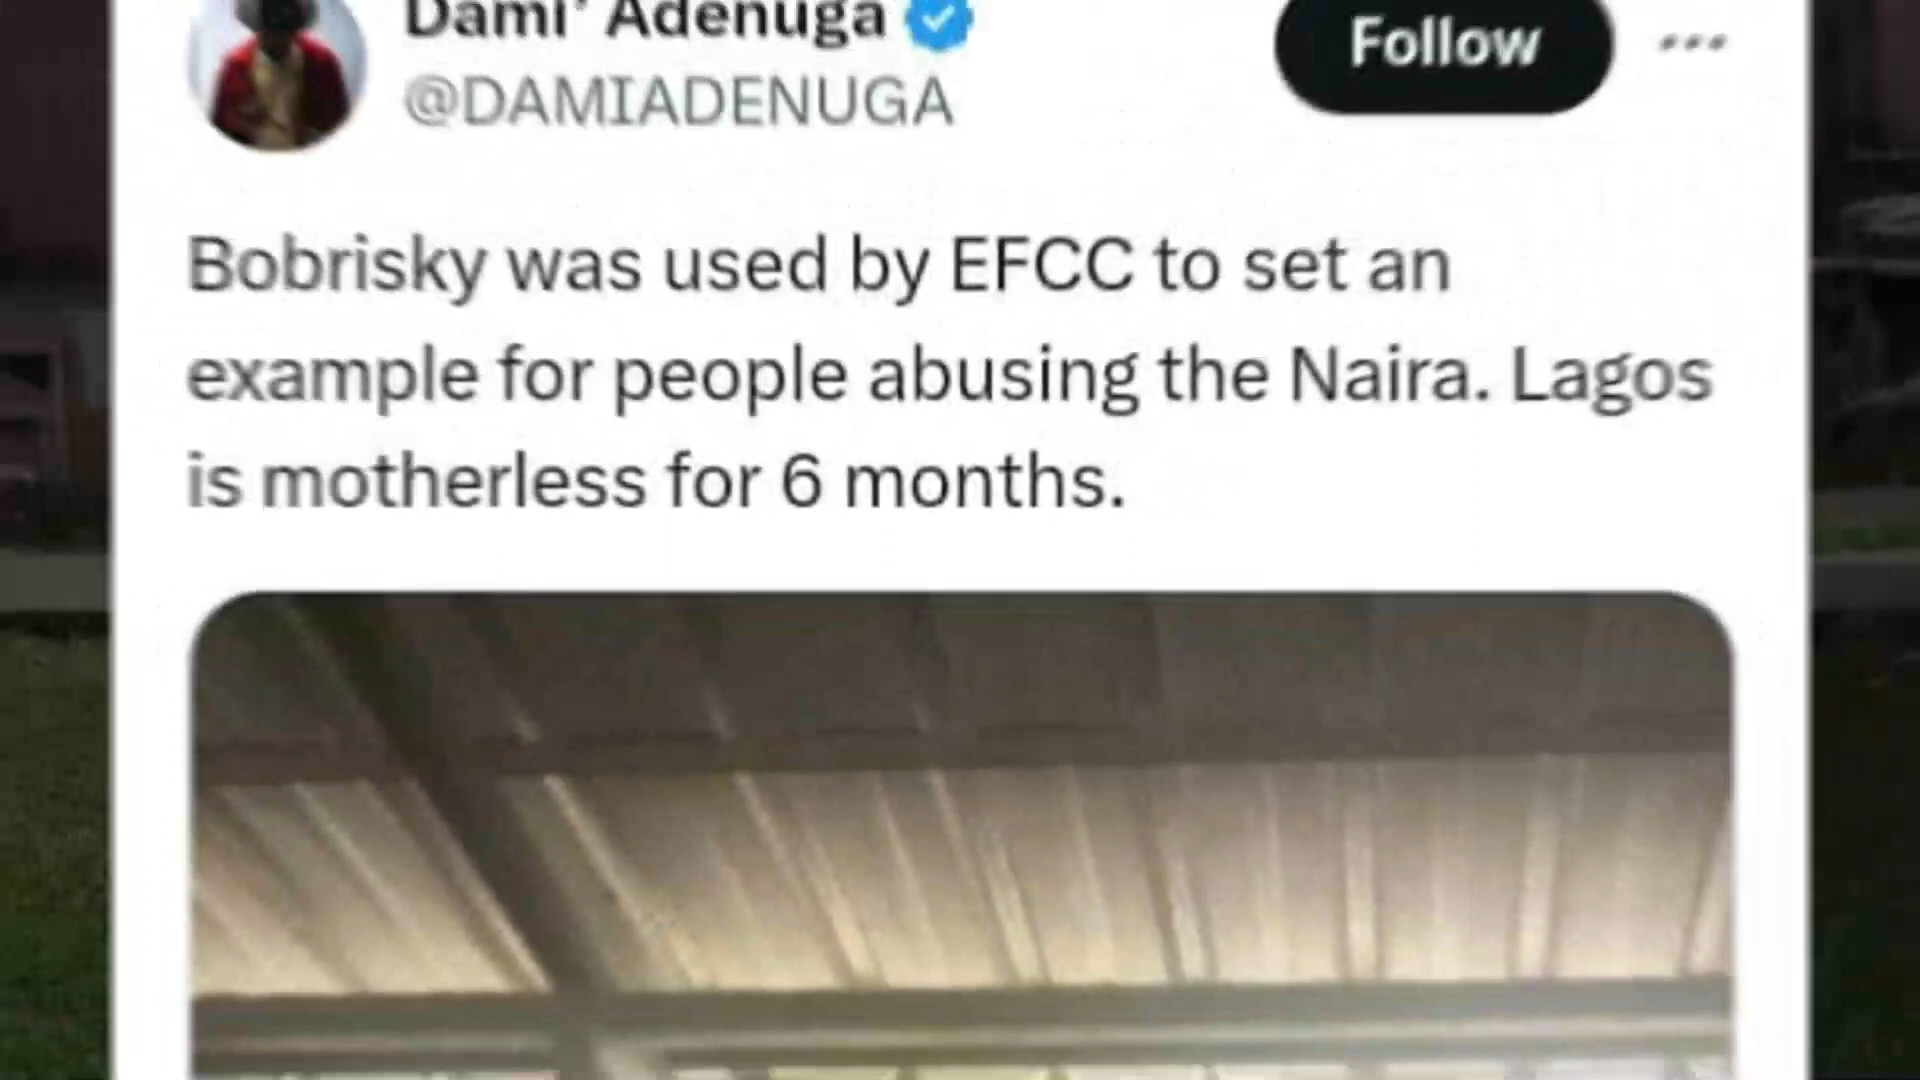 Dami' Adenuga
Follow
@DAMIADENUGA
Bobrisky was used by EFCC to set an
example for people abusing the Naira. Lagos
is motherless for 6 months.